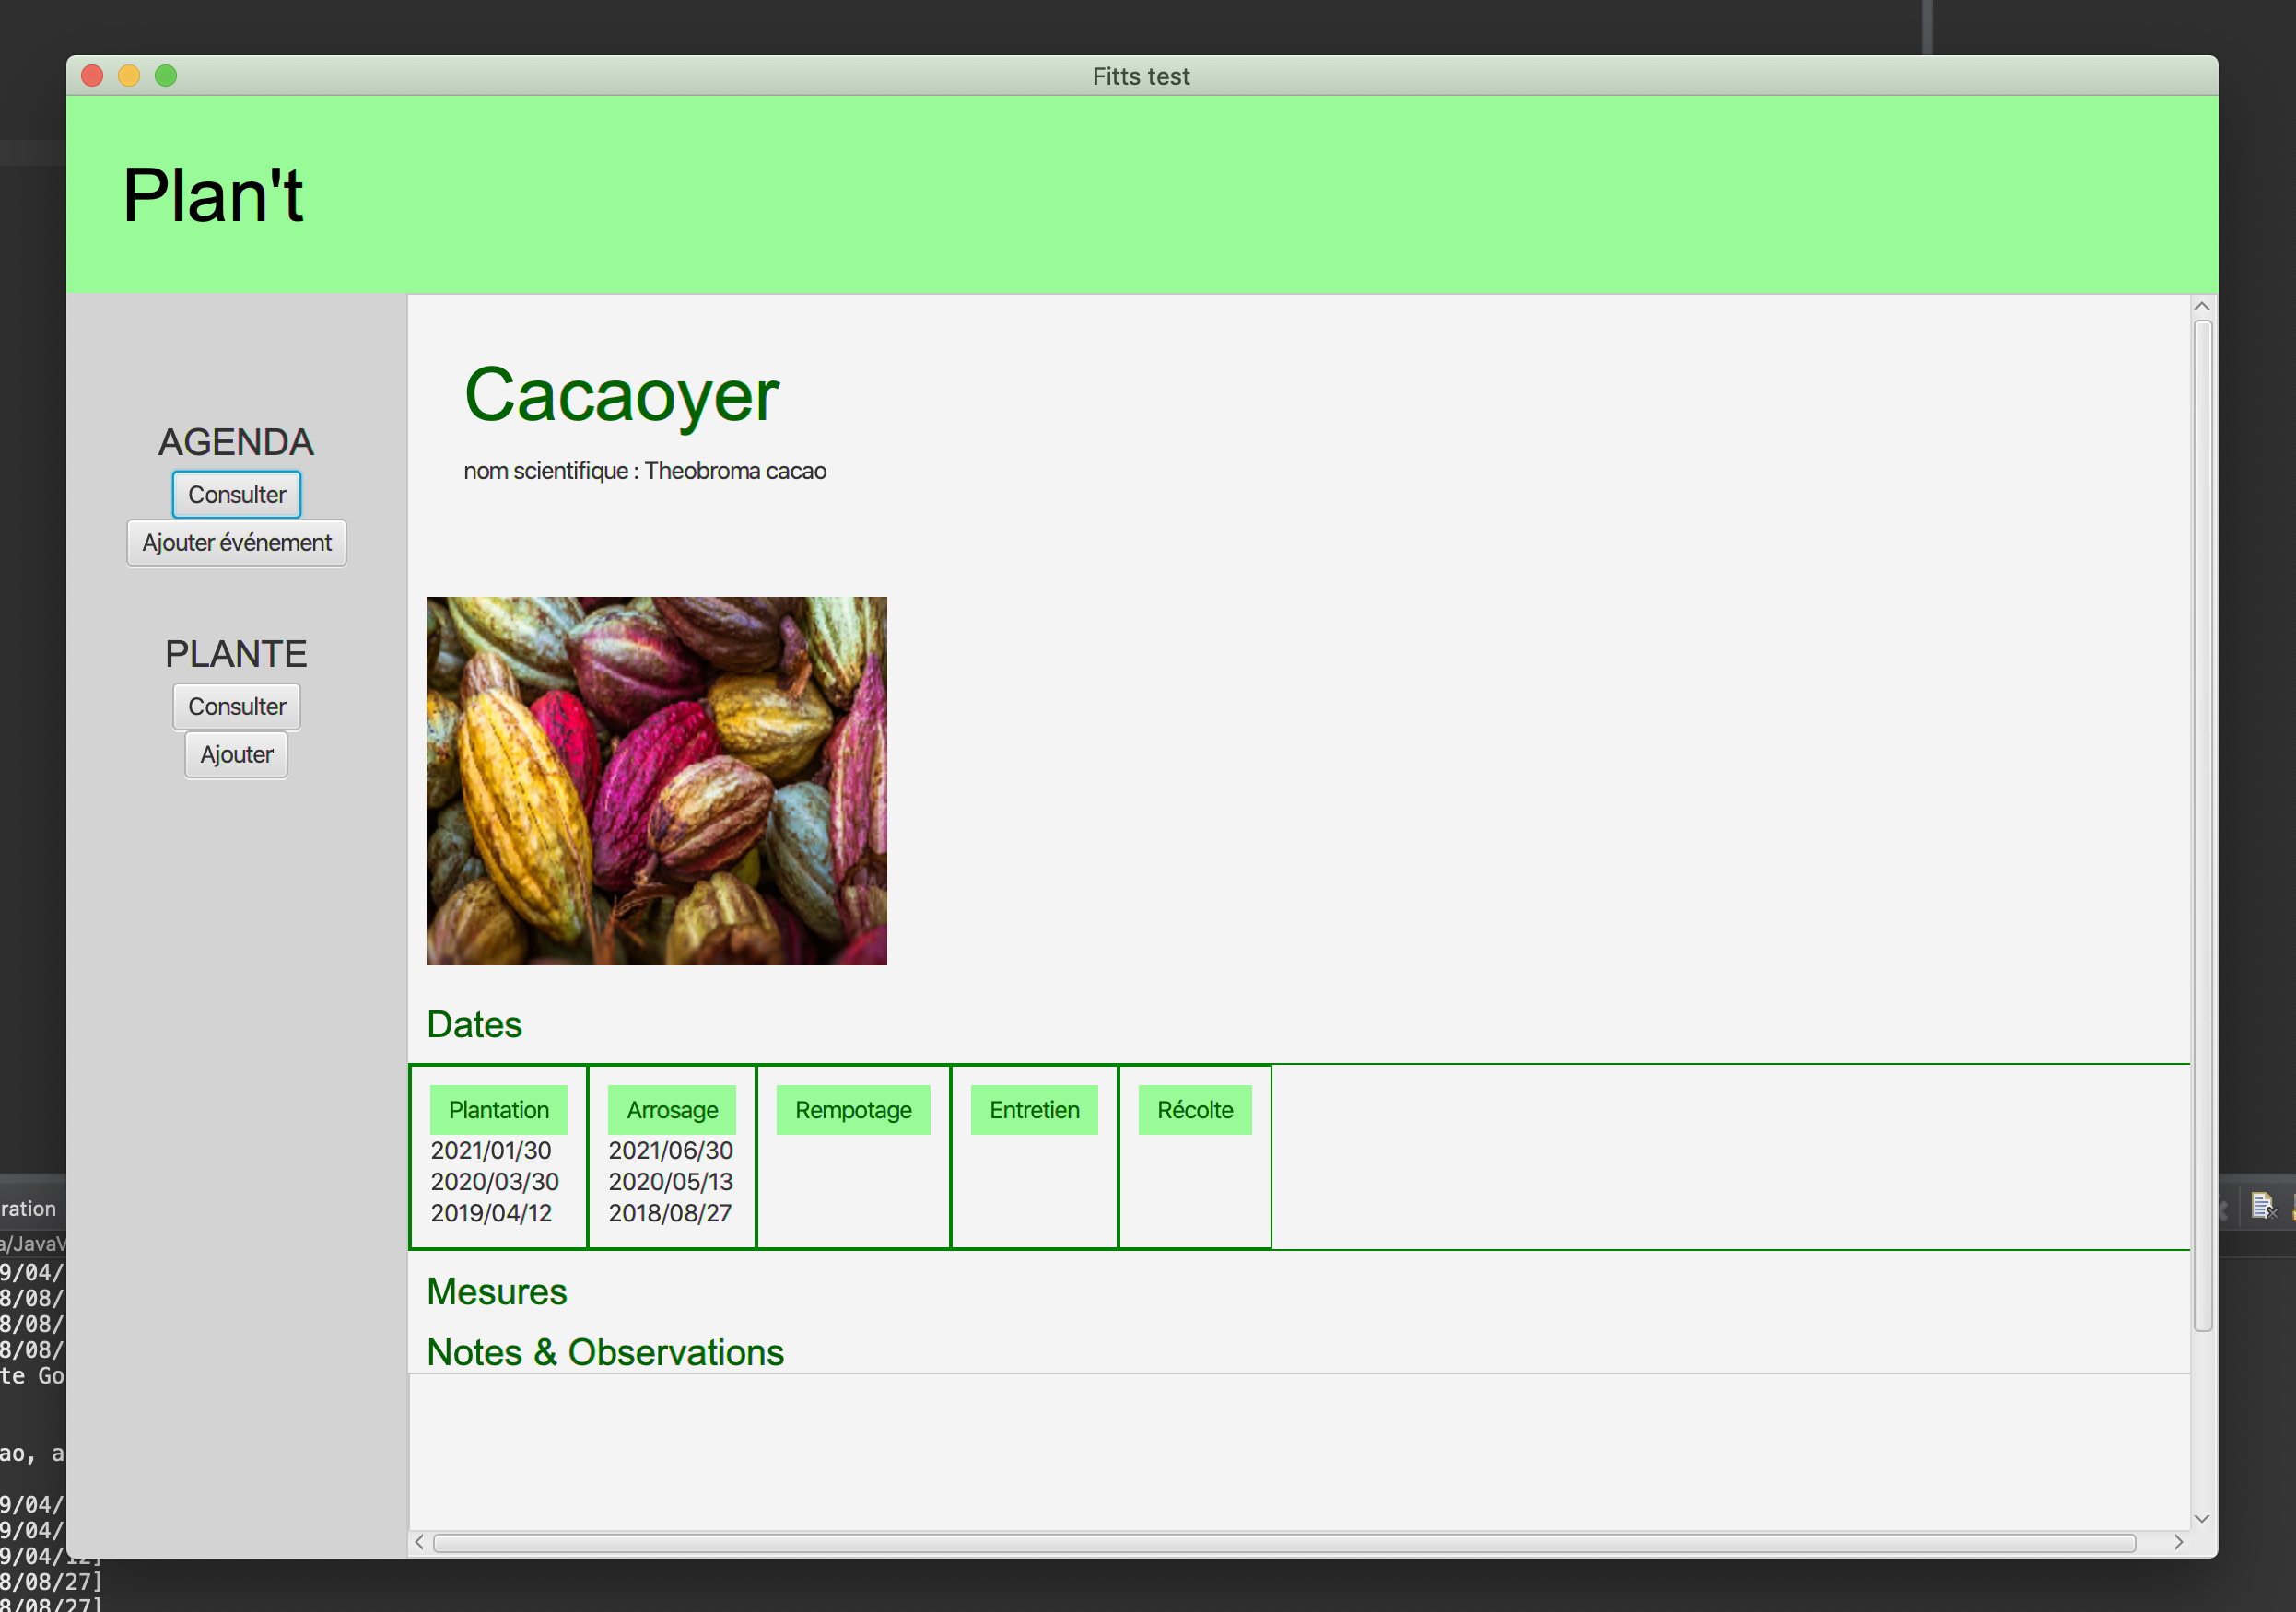 Fitts test
Plan't
AGENDA
Consulter
Ajouter événement
PLANTE
Consulter
Ajouter
Cacaoyer
nom scientifique : Theobroma cacao
Dates
Plantation Arrosage Rempotage Entretien Récolte
2021/01/30 2021/06/30
2020/03/30 2020/05/13
2019/04/12 2018/08/27
Mesures
Notes & Observations
ration
a/JavaV
9/04/
8/08/
8/08/
8/08/
te Go
ao, a
9/04/
9/04/
9/04/12]
8/08/27]
8/08/27]